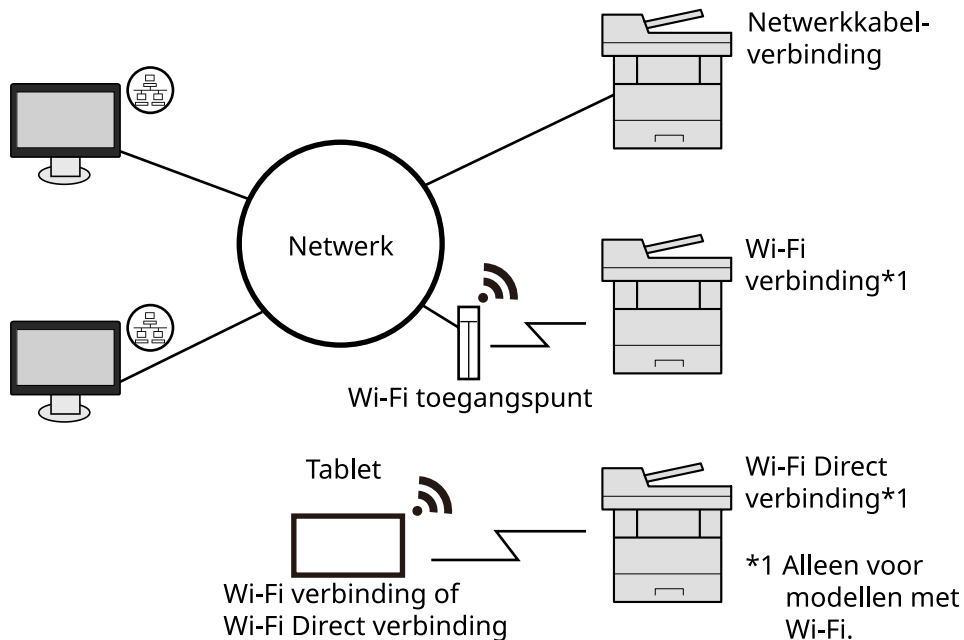 Netwerkkabel-
verbinding
Netwerk
Wi-Fi
verbinding*1
Wi-Fi toegangspunt
Tablet
Wi-Fi Direct
verbinding*1
Wi-Fi verbinding of
Wi-Fi Direct verbinding
*1 Alleen voor
modellen met
Wi-Fi.